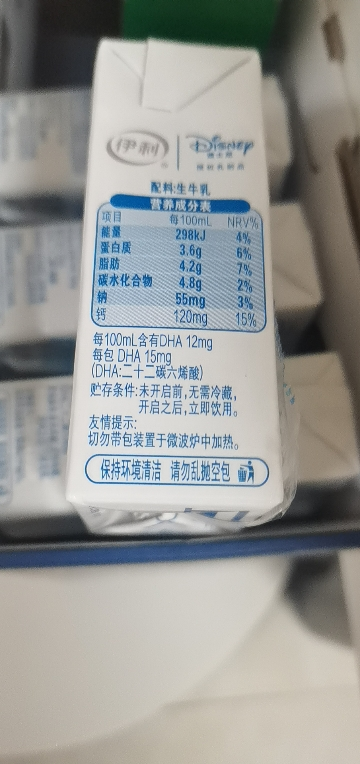 伊利 Disney
配料:生牛乳
营养成分表
项目 每100mL NRV%
能量 298kJ 4%
蛋白质 3.6g 6%
脂肪 4.2g 7%
碳水化合物 4.8g 2%
钠 55mg 3%
钙 120mg 15%
每100mL含有DHA 12mg
每包 DHA 15mg
(DHA:二十二碳六烯酸)
贮存条件:未开启前,无需冷藏,
开启之后,立即饮用。
友情提示:
切勿带包装置于微波炉中加热。
保持环境清洁 请勿乱抛空包